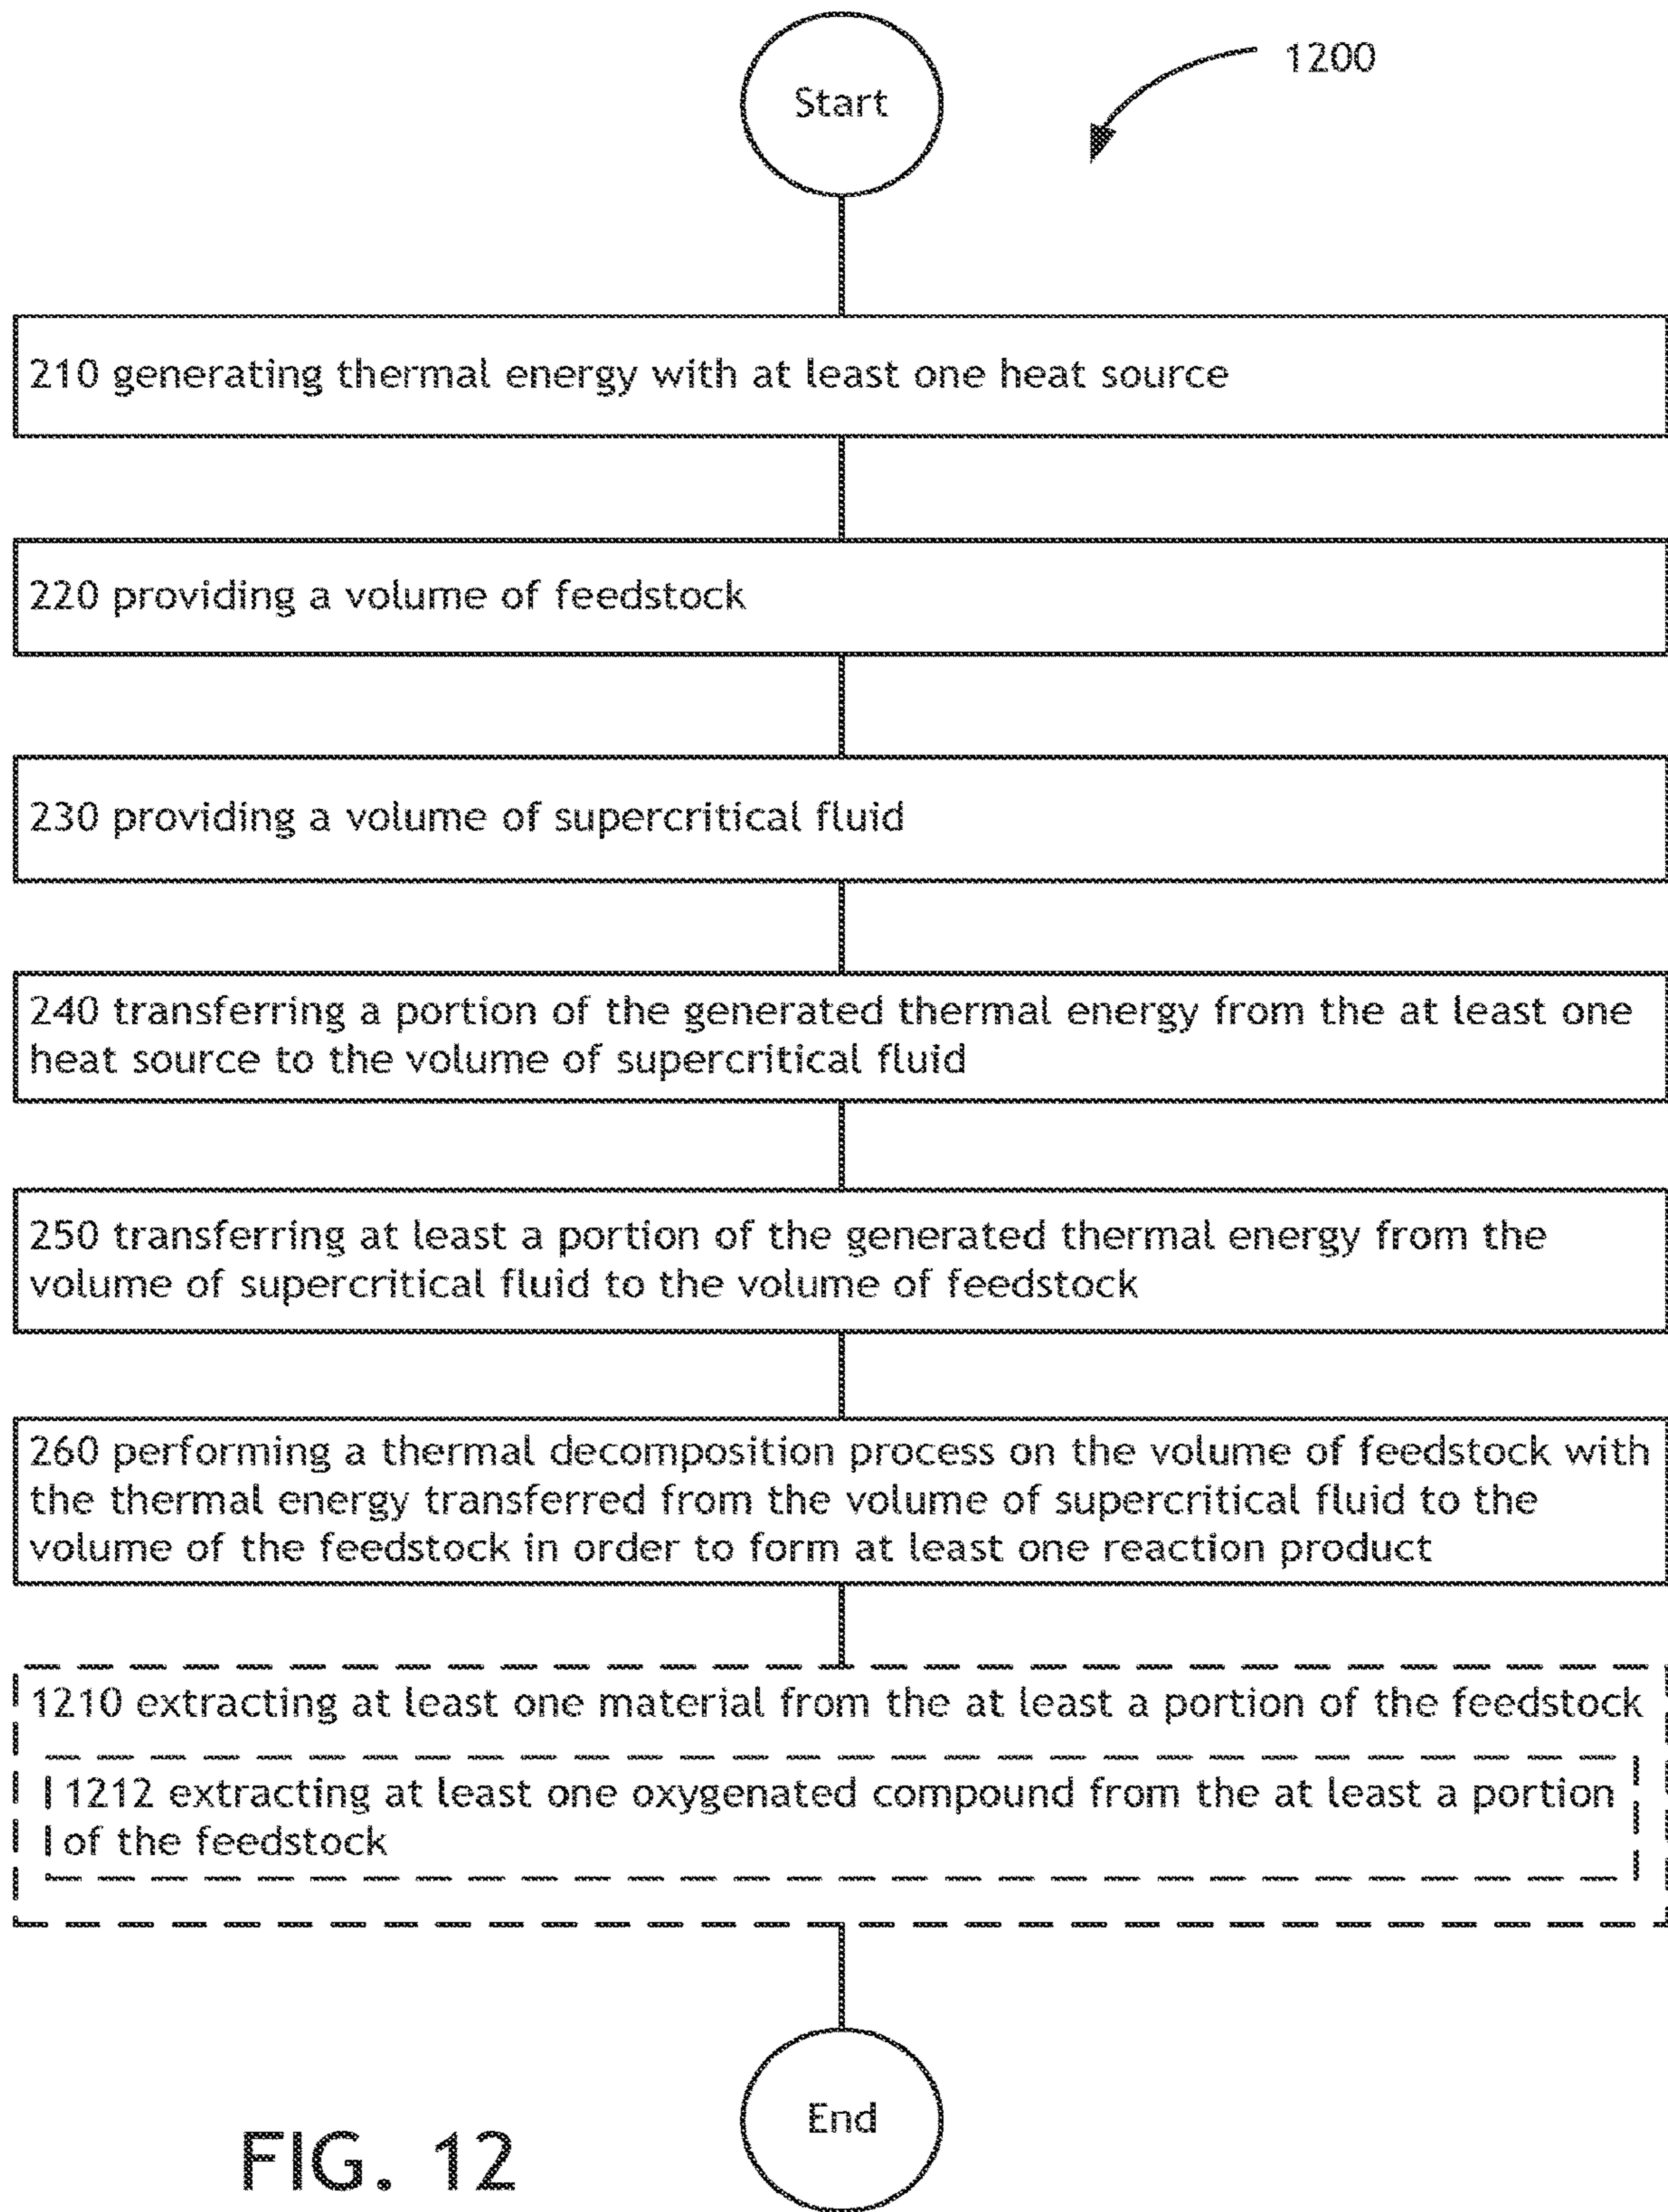 Start
1200
210 generating thermal energy with at least one heat source
220 providing a volume of feedstock
230 providing a volume of supercritical fluid
240 transferring a portion of the generated thermal energy from the at least one
heat source to the volume of supercritical fluid
250 transferring at least a portion of the generated thermal energy from the
volume of supercritical fluid to the volume of feedstock
260 performing a thermal decomposition process on the volume of feedstock with
the thermal energy transferred from the volume of supercritical fluid to the
volume of the feedstock in order to form at least one reaction product
1210 extracting at least one material from the at least a portion of the feedstock
1212 extracting at least one oxygenated compound from the at least a portion
of the feedstock
End
FIG. 12